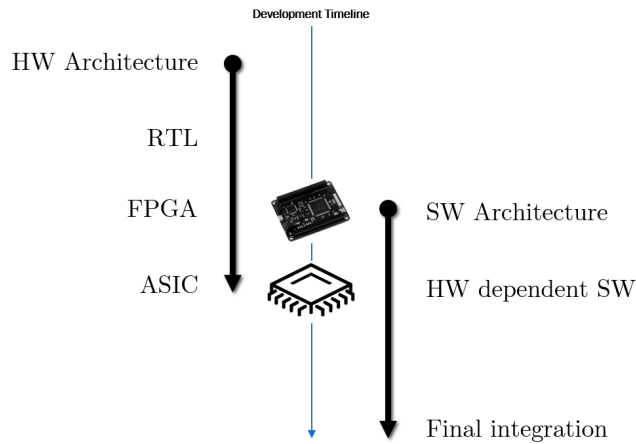 Development Timeline
HW Architecture
RTL
FPGA
SW Architecture
ASIC
HW dependent SW
Final integration